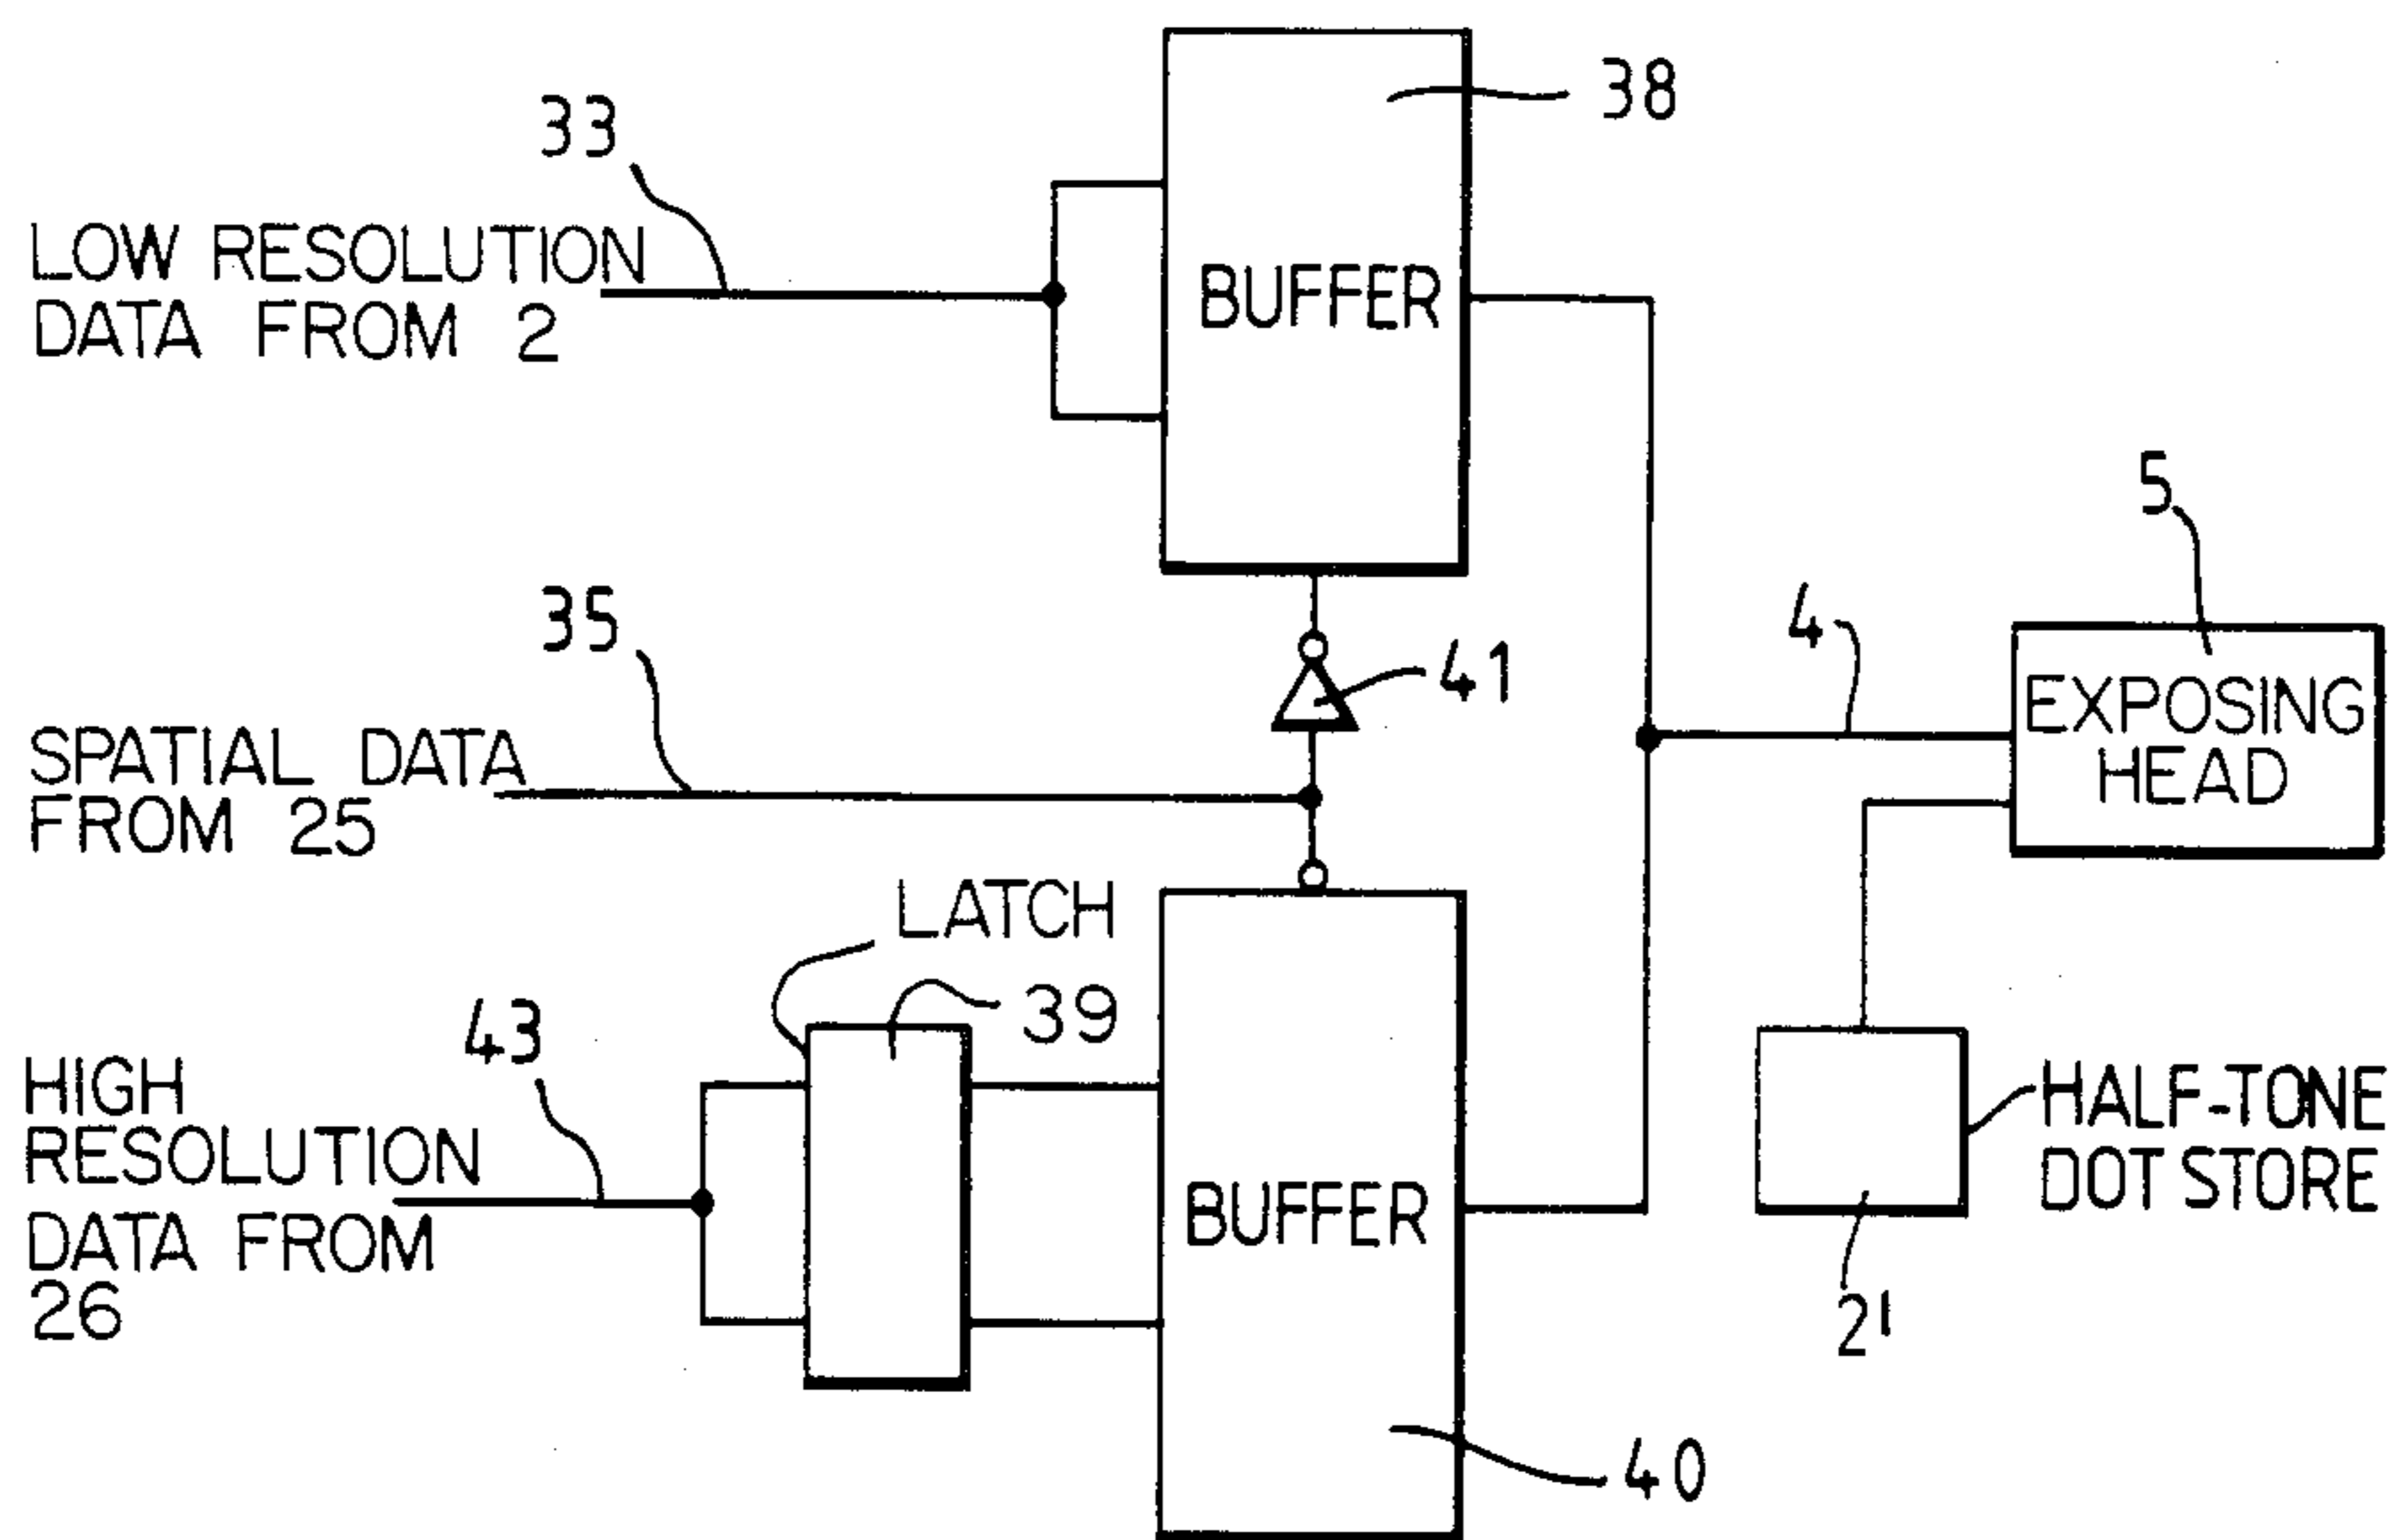 38
33
LOW RESOLUTION
DATA FROM 2
BUFFER
5
35
4
41
EXPOSING
HEAD
SPATIAL DATA
FROM 25
LATCH
39
43
HIGH
RESOLUTION
DATA FROM
26
BUFFER
HALF-TONE
DOT STORE
21
40